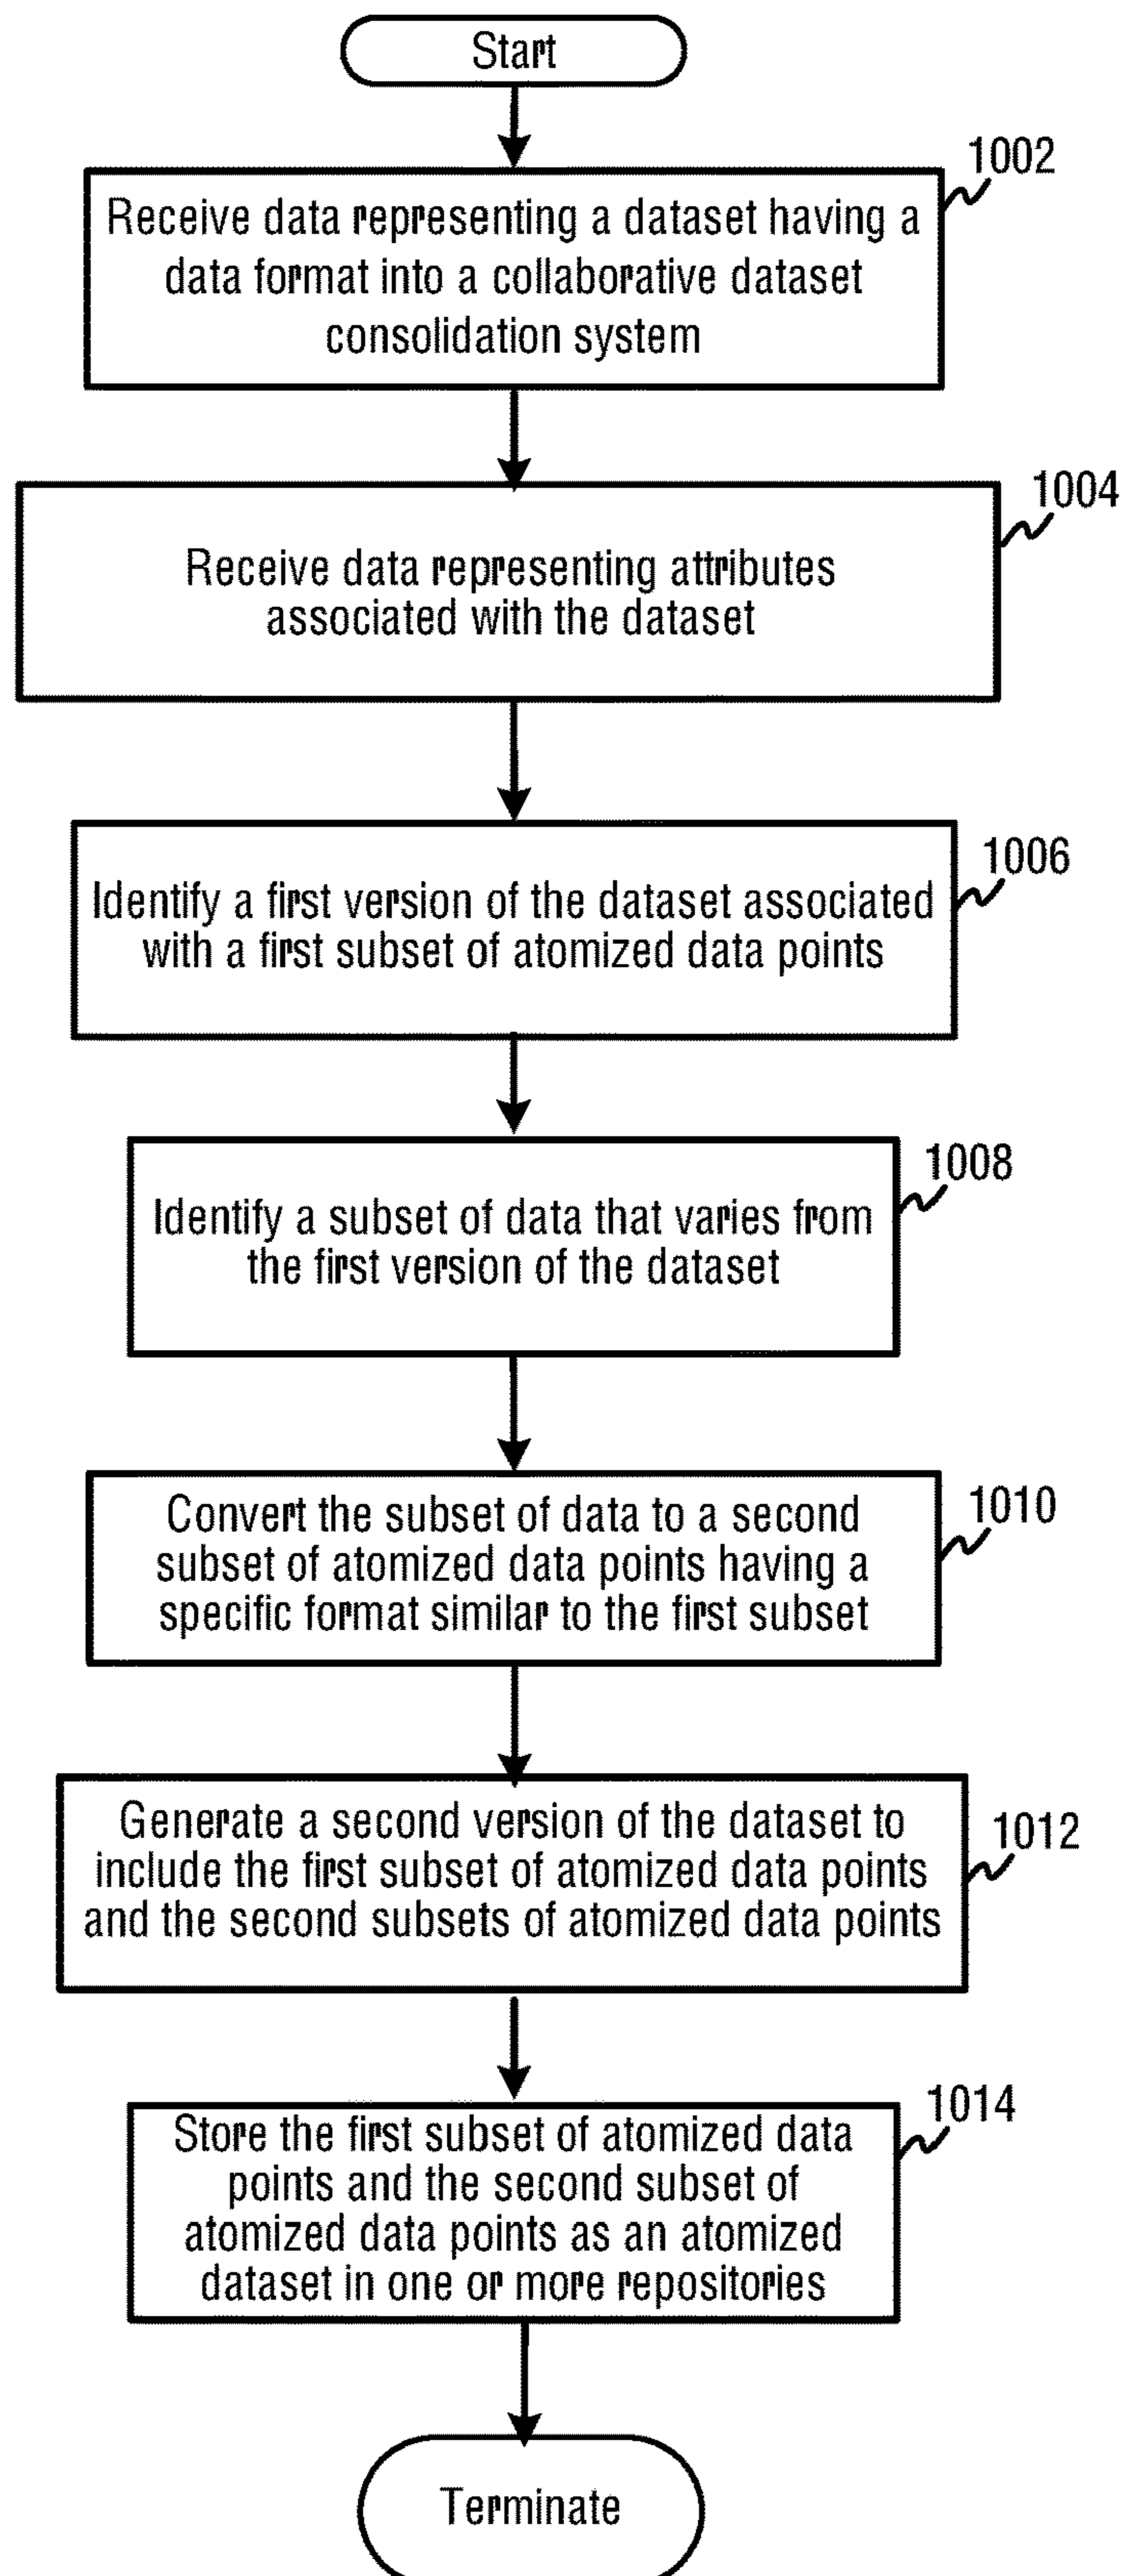 Start
1002
Receive data representing a dataset having a
data format into a collaborative dataset
consolidation system
1004
Receive data representing attributes
associated with the dataset
1006
Identify a first version of the dataset associated
with a first subset of atomized data points
1008
Identify a subset of data that varies from
the first version of the dataset
1010
Convert the subset of data to a second
subset of atomized data points having a
specific format similar to the first subset
1012
Generate a second version of the dataset to
include the first subset of atomized data points
and the second subsets of atomized data points
1014
Store the first subset of atomized data
points and the second subset of
atomized data points as an atomized
dataset in one or more repositories
Terminate